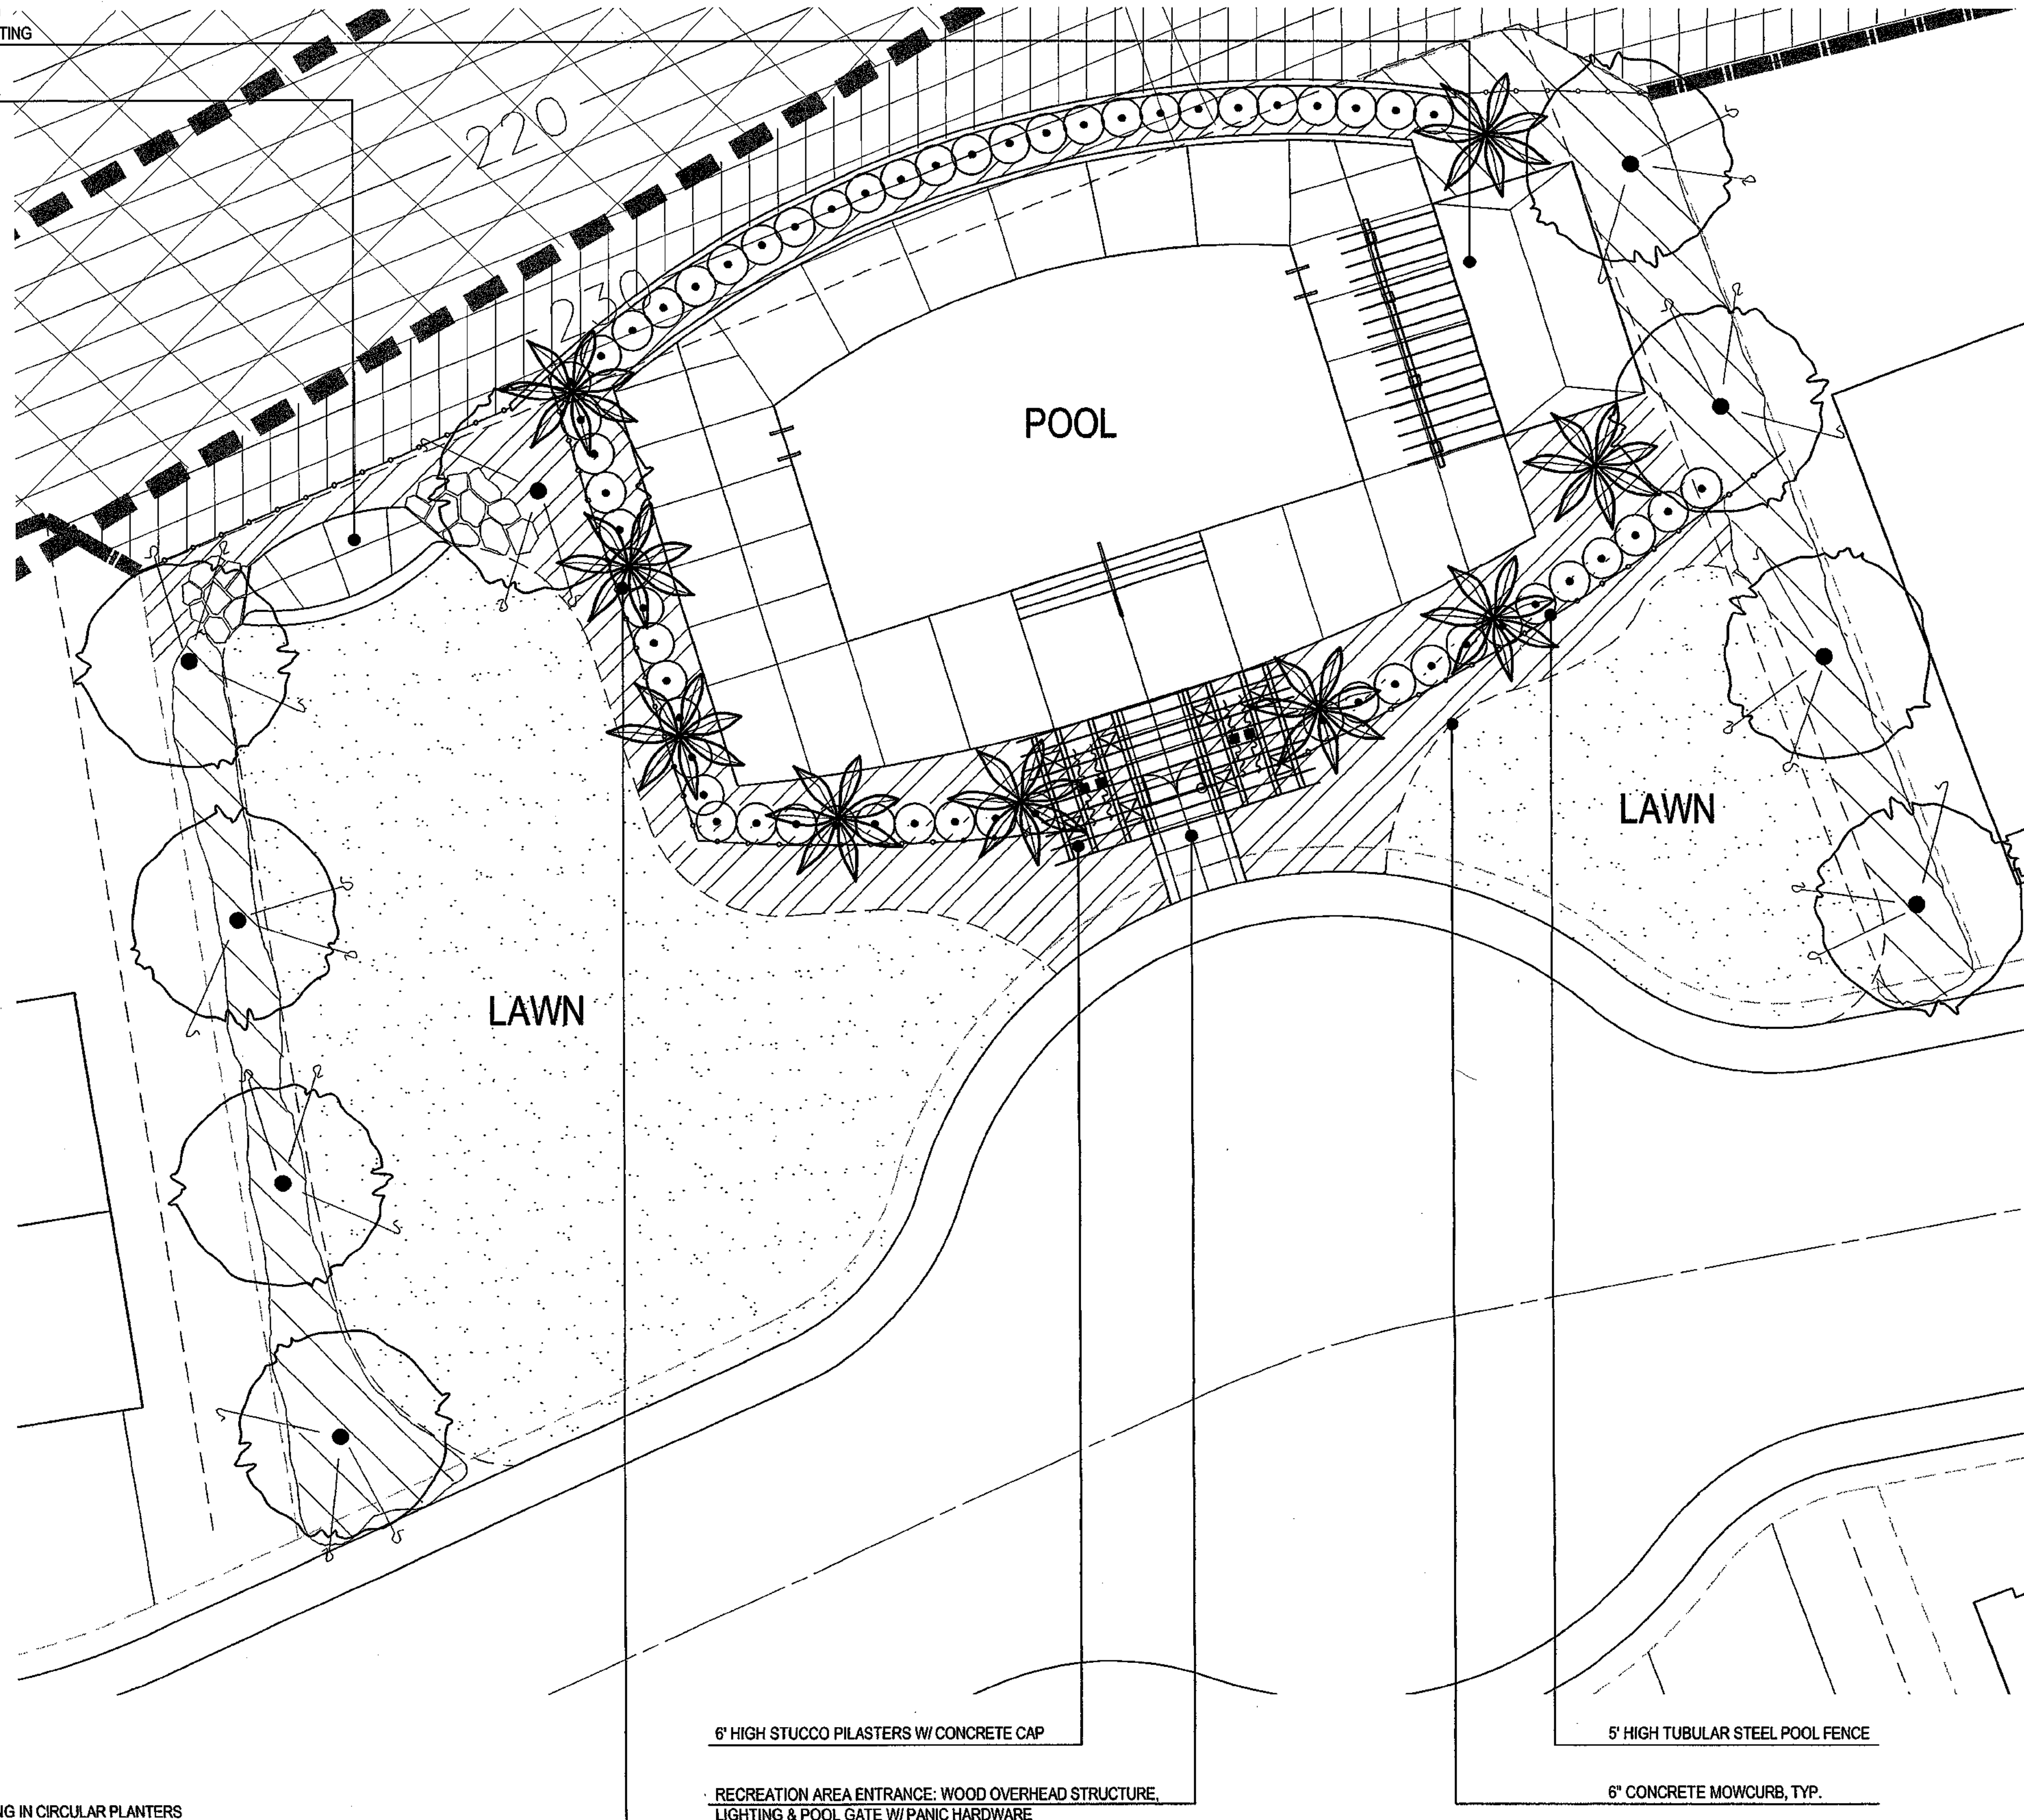 TING
220
230
POOL
LAWN
LAWN
6' HIGH STUCCO PILASTERS W/ CONCRETE CAP
5' HIGH TUBULAR STEEL POOL FENCE
RECREATION AREA ENTRANCE: WOOD OVERHEAD STRUCTURE,
LIGHTING & POOL GATE W/ PANIC HARDWARE
6" CONCRETE MOWCURB, TYP.
NG IN CIRCULAR PLANTERS